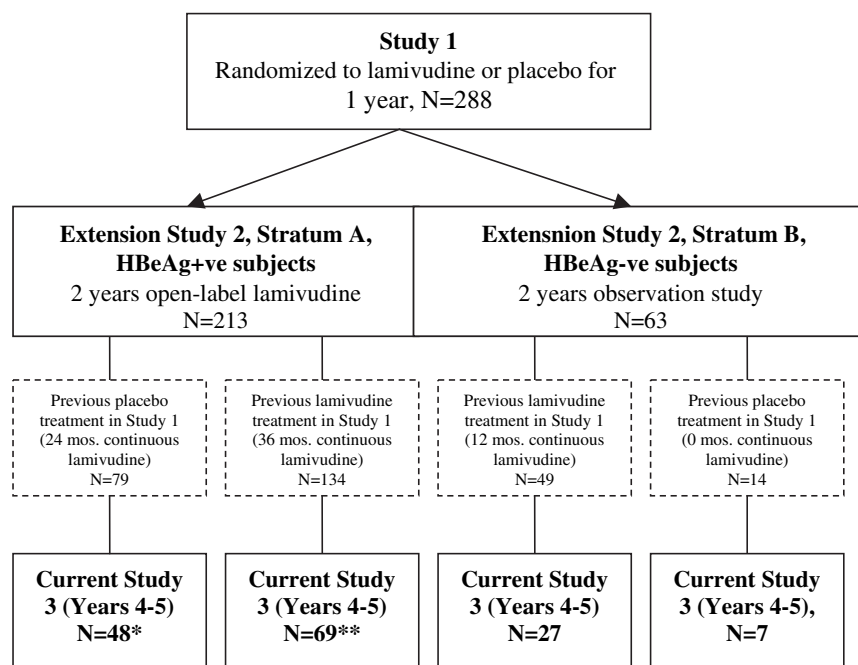 Study 1
Randomized to lamivudine or placebo for
1 year, N=288
Extension Study 2, Stratum A,
HBeAg+ve subjects
2 years open-label lamivudine
N=213
Extensnion Study 2, Stratum B,
HBeAg-ve subjects
2 years observation study
N=63
Previous placebo
treatment in Study 1
(24 mos. continuous
lamivudine)
N=79
Previous lamivudine
treatment in Study 1
(36 mos. continuous
lamivudine)
N=134
Previous lamivudine
treatment in Study 1
(12 mos. continuous
lamivudine)
N=49
Previous placebo
treatment in Study 1
(0 mos. continuous
lamivudine)
N=14
Current Study
3 (Years 4-5)
N=48*
Current Study
3 (Years 4-5)
N=69**
Current Study
3 (Years 4-5)
N=27
Current Study
3 (Years 4-5),
N=7